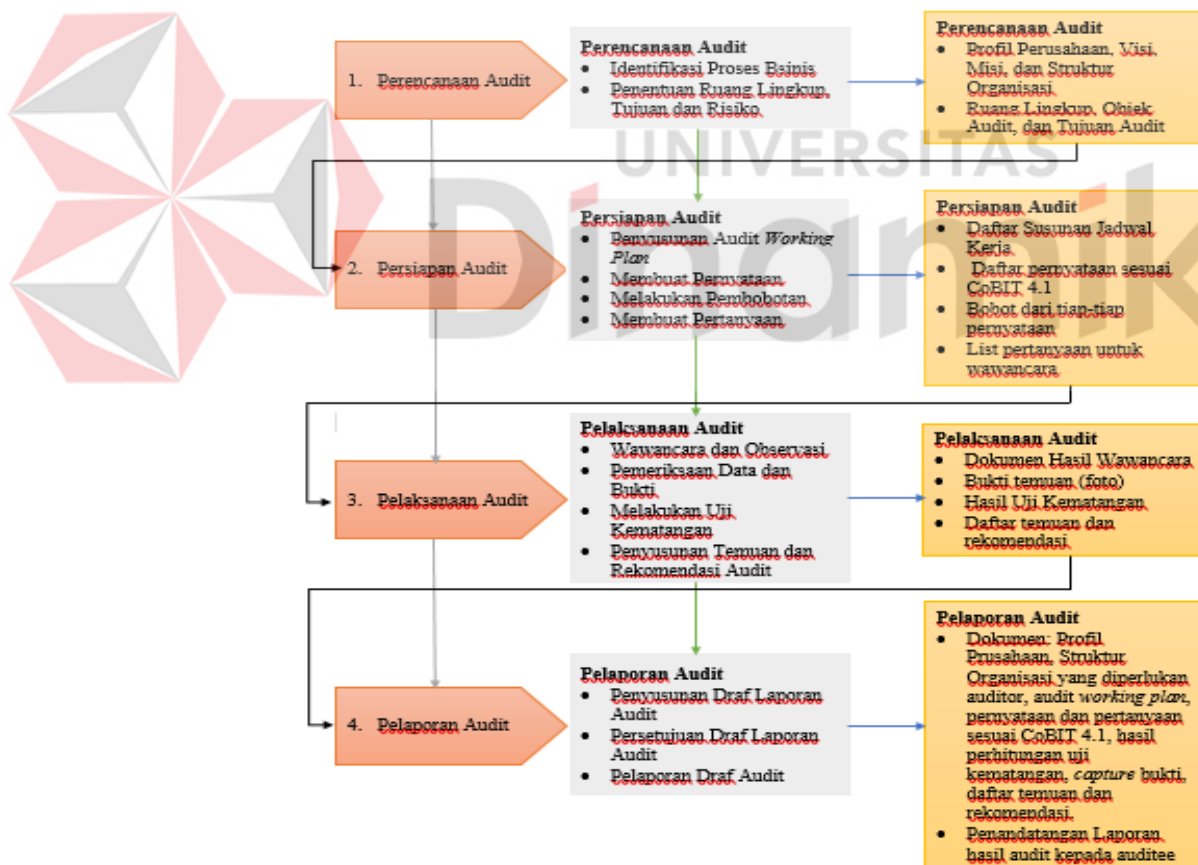 1. Perencanaan Audit
Perencanaan Audit
• Identifikasi Proses Bsinis
• Penentuan Ruang Lingkup,
Tujuan dan Risiko.
Perencanaan Audit
• Profil Perusahaan, Visi,
Misi, dan Struktur
Organisasi.
• Ruang Lingkup, Objek
Audit, dan Tujuan Audit
UNIVERSITAS
Dinamik
2. Persiapan Audit
Persiapan Audit
• Penyusunan Audit Working
Plan
• Membuat Pernyataan
• Melakukan Pembobotan
• Membuat Pertanyaan
Persiapan Audit
• Daftar Susunan Jadwal
Kerja.
• Daftar pernyataan sesuai
CoBIT 4.1
• Bobot dari tiap-tiap
pernyataan
• List pertanyaan untuk
wawancara
3. Pelaksanaan Audit
Pelaksanaan Audit
• Wawancara dan Observasi
• Pemeriksaan Data dan
Bukti
• Melakukan Uji
Kematangan
• Penyusunan Temuan dan
Rekomendasi Audit
Pelaksanaan Audit
• Dokumen Hasil Wawancara
• Bukti temuan (foto)
• Hasil Uji Kematangan
• Daftar temuan dan
rekomendasi
4. Pelaporan Audit
Pelaporan Audit
• Penyusunan Draf Laporan
Audit
• Persetujuan Draf Laporan
Audit
• Pelaporan Draf Audit
Pelaporan Audit
• Dokumen: Profil
Prusahaan, Struktur
Organisasi yang diperlukan
auditor, audit working plan,
pernyataan dan pertanyaan
sesuai CoBIT 4.1, hasil
perhitungan uji
kematangan, capture bukti,
daftar temuan dan
rekomendasi.
• Penandatangan Laporan
hasil audit kepada auditee